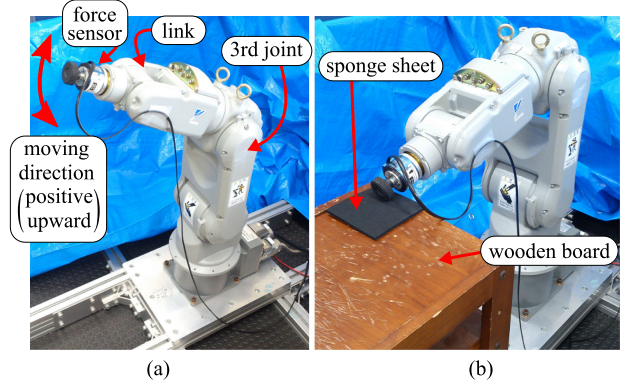 force
sensor
link
3rd joint
moving
direction
(positive
upward)
(a)
sponge sheet
wooden board
(b)